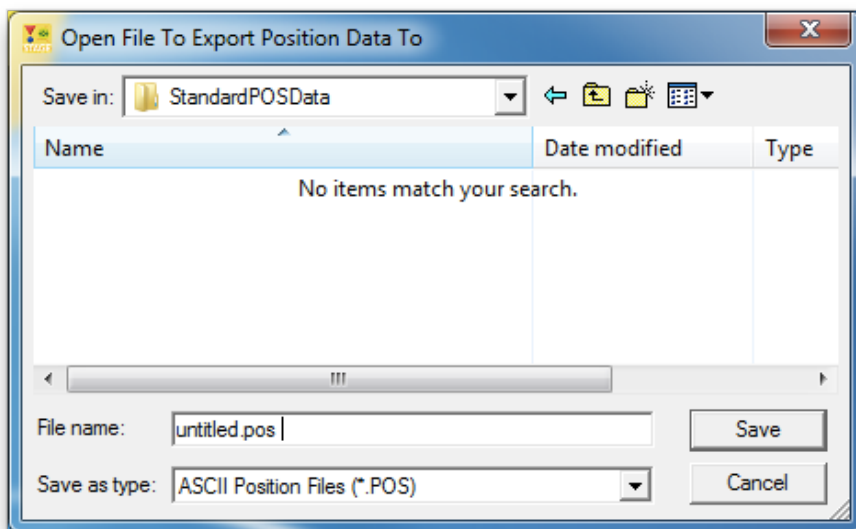 Open File To Export Position Data To
Save in: StandardPOSData
Name Date modified Type
No items match your search.
File name: untitled.pos Save
Save as type: ASCII Position Files (*.POS) Cancel